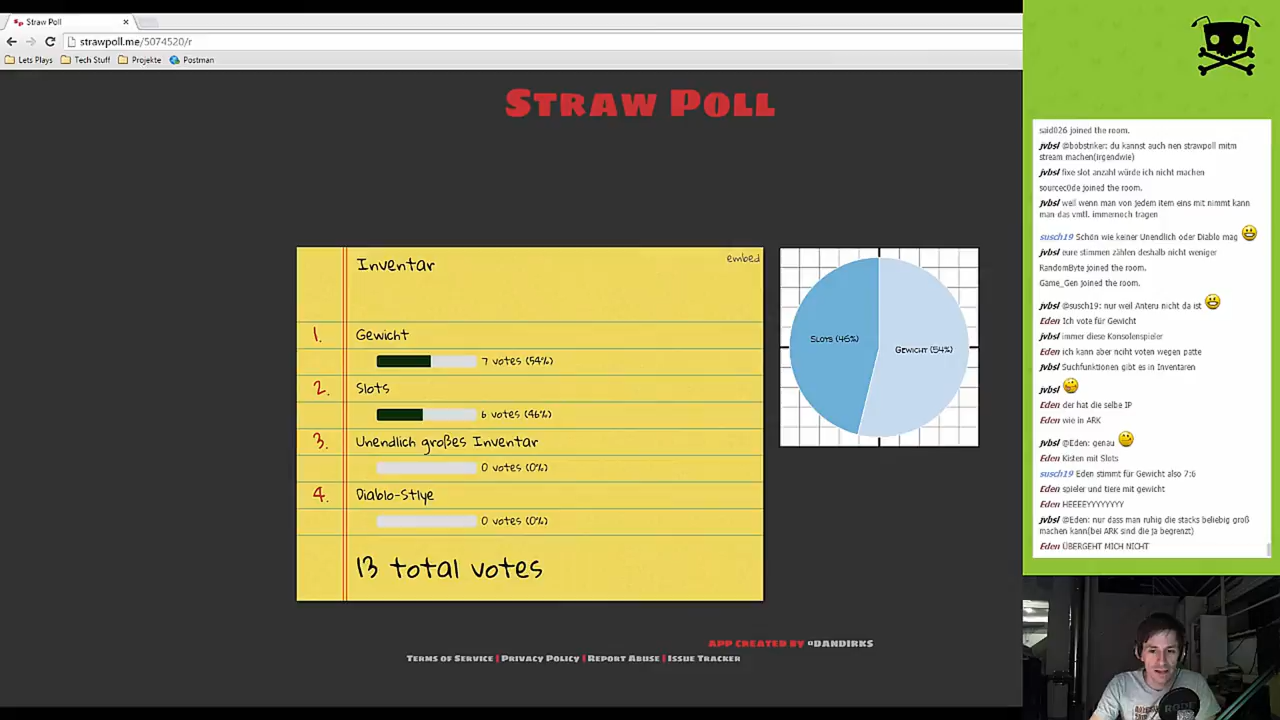 Straw Poll
strawpoll.me/5074520/r
Lets Plays
Tech Stuff
Projekte
Postman
Straw Poll
Inventar
embed
1. Gewicht
7 votes (54%)
2. Slots
6 votes (46%)
3. Unendlich großes Inventar
0 votes (0%)
4. Diablo-Stlye
0 votes (0%)
13 total votes
Slots (46%)
Gewicht (54%)
App created by @dandirks
Terms of Service | Privacy Policy | Report Abuse | Issue Tracker
said026 joined the room.
jvbsl @bobstriker: du kannst auch nen strawpoll mitm
stream machen(irgendwie)
jvbsl fixe slot anzahl würde ich nicht machen
sourcec0de joined the room.
jvbsl weil wenn man von jedem item eins mit nimmt kann
man das vmtl. immernoch tragen
susch19 Schön wie keiner Unendlich oder Diablo mag
jvbsl eure stimmen zählen deshalb nicht weniger
RandomByte joined the room.
Game_Gen joined the room.
jvbsl @susch19: nur weil Anteru nicht da ist
Eden Ich vote für Gewicht
jvbsl immer diese Konsolenspieler
Eden ich kann aber nciht voten wegen patte
jvbsl Suchfunktionen gibt es in Inventaren
jvbsl
Eden der hat die selbe IP
Eden wie in ARK
jvbsl @Eden: genau
Eden Kisten mit Slots
susch19 Eden stimmt für Gewicht also 7:6
Eden spieler und tiere mit gewicht
Eden HEEEEYYYYYYYY
jvbsl @Eden: nur dass man ruhig die stacks beliebig groß
machen kann(bei ARK sind die ja begrenzt)
Eden ÜBERGEHT MICH NICHT